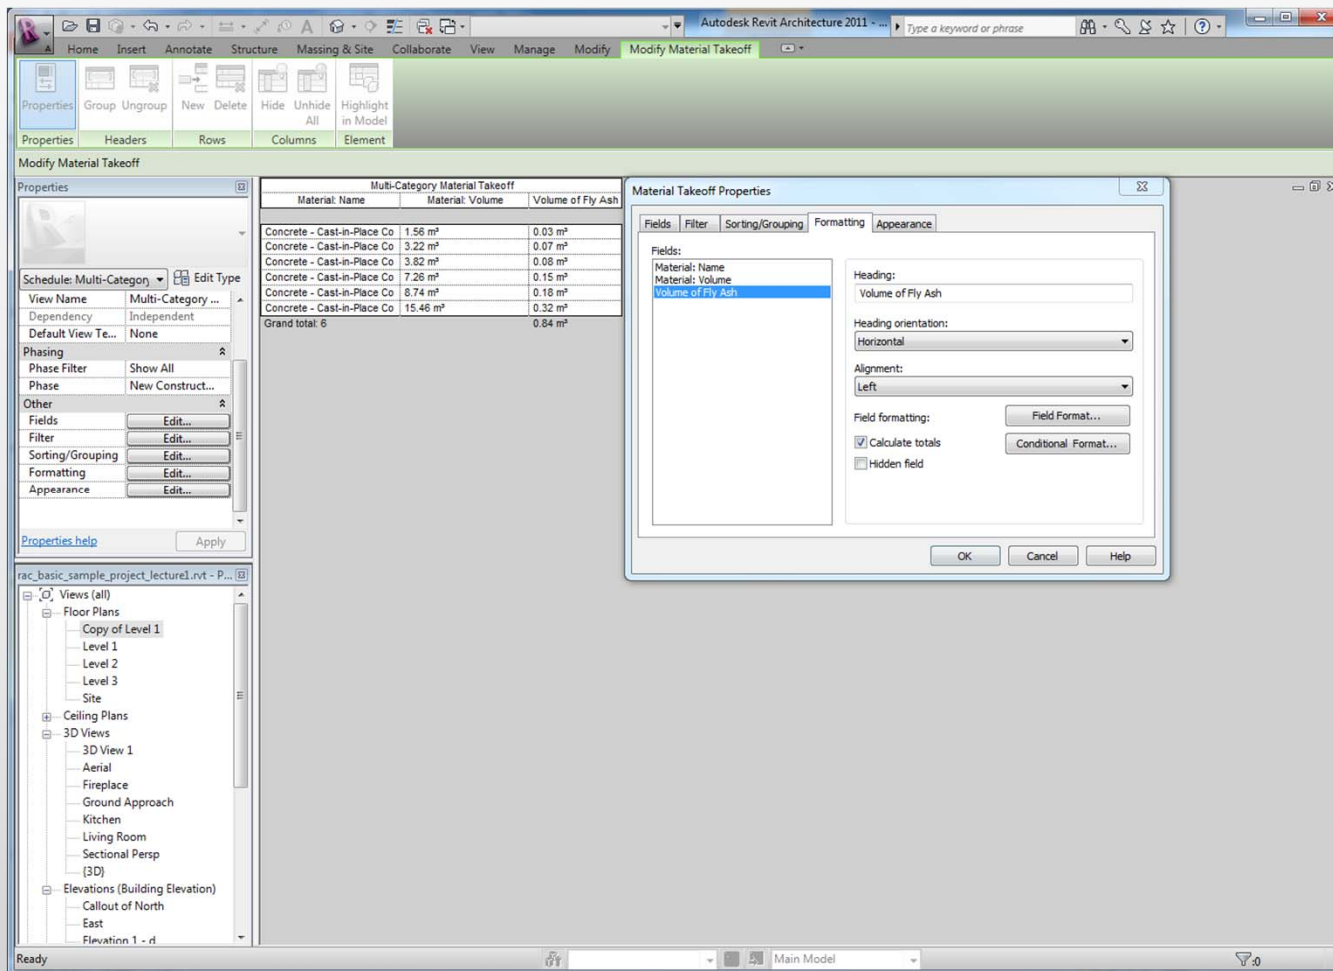 Autodesk Revit Architecture 2011 - ...
Type a keyword or phrase
Home Insert Annotate Structure Massing & Site Collaborate View Manage Modify Modify Material Takeoff
Properties Group Ungroup New Delete Hide Unhide All Highlight in Model
Properties Headers Rows Columns Element
Modify Material Takeoff
Properties
Schedule: Multi-Category Edit Type
View Name Multi-Category ...
Dependency Independent
Default View Te... None
Phasing
Phase Filter Show All
Phase New Construct...
Other
Fields Edit...
Filter Edit...
Sorting/Grouping Edit...
Formatting Edit...
Appearance Edit...
Properties help Apply
rac_basic_sample_project_lecture1.rvt - P...
Views (all)
Floor Plans
Copy of Level 1
Level 1
Level 2
Level 3
Site
Ceiling Plans
3D Views
3D View 1
Aerial
Fireplace
Ground Approach
Kitchen
Living Room
Sectional Persp
{3D}
Elevations (Building Elevation)
Callout of North
East
Elevation 1 - d
Multi-Category Material Takeoff
Material: Name Material: Volume Volume of Fly Ash
Concrete - Cast-in-Place Co 1.56 m³ 0.03 m³
Concrete - Cast-in-Place Co 3.22 m³ 0.07 m³
Concrete - Cast-in-Place Co 3.82 m³ 0.08 m³
Concrete - Cast-in-Place Co 7.26 m³ 0.15 m³
Concrete - Cast-in-Place Co 8.74 m³ 0.18 m³
Concrete - Cast-in-Place Co 15.46 m³ 0.32 m³
Grand total: 6 0.84 m³
Material Takeoff Properties
Fields Filter Sorting/Grouping Formatting Appearance
Fields:
Material: Name
Material: Volume
Volume of Fly Ash
Heading:
Volume of Fly Ash
Heading orientation:
Horizontal
Alignment:
Left
Field formatting: Field Format...
Calculate totals Conditional Format...
Hidden field
OK Cancel Help
Ready Main Model :0